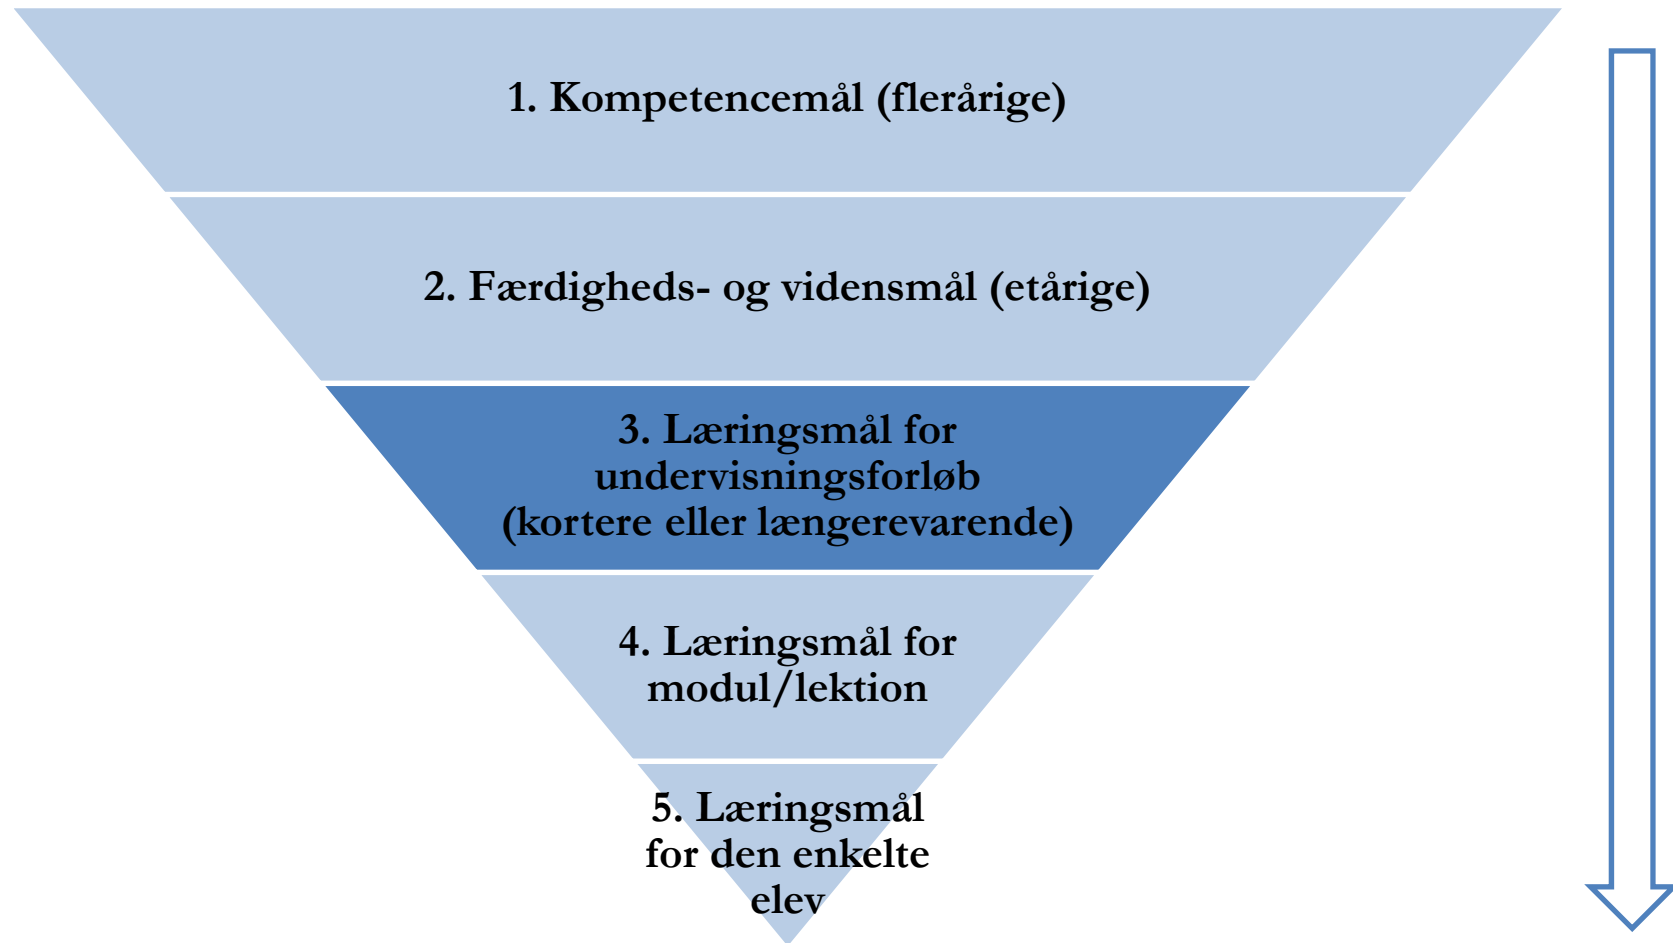 1. Kompetencemål (flerårige)
2. Færdigheds- og vidensmål (etårige)
3. Læringsmål for
undervisningsforløb
(kortere eller længerevarende)
4. Læringsmål for
modul/lektion
5. Læringsmål
for den enkelte
elev